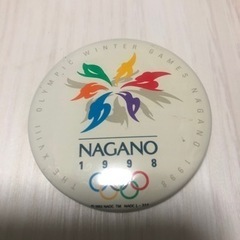 THE XVIII OLYMPIC WINTER GAMES NAGANO 1998
NAGANO
1998